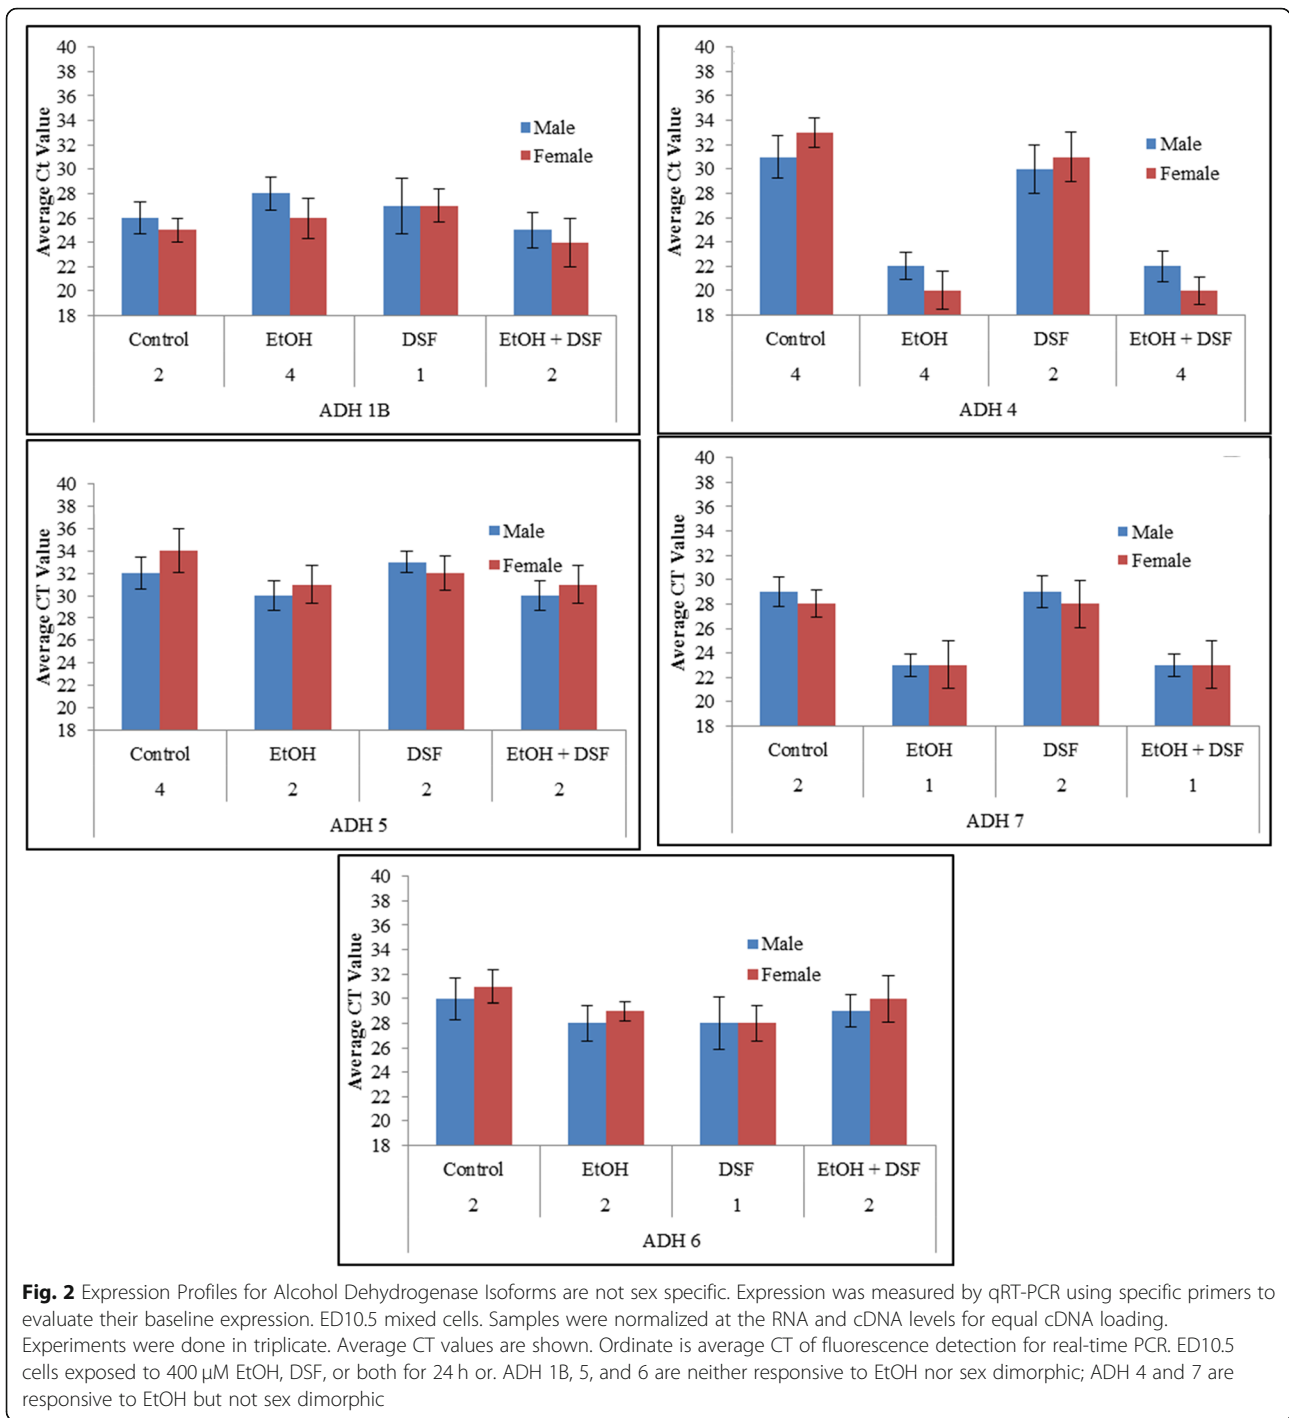 40
38
36
34
32
30
28
26
24
22
20
18
Average Ct Value
Male
Female
Control EtOH DSF EtOH + DSF
2 4 1 2
ADH 1B
40
38
36
34
32
30
28
26
24
22
20
18
Average Ct Value
Male
Female
Control EtOH DSF EtOH + DSF
4 4 2 4
ADH 4
40
38
36
34
32
30
28
26
24
22
20
18
Average CT Value
Male
Female
Control EtOH DSF EtOH + DSF
4 2 2 2
ADH 5
40
38
36
34
32
30
28
26
24
22
20
18
Average CT Value
Male
Female
Control EtOH DSF EtOH + DSF
2 1 2 1
ADH 7
40
38
36
34
32
30
28
26
24
22
20
18
Average CT Value
Male
Female
Control EtOH DSF EtOH + DSF
2 2 1 2
ADH 6
Fig. 2 Expression Profiles for Alcohol Dehydrogenase Isoforms are not sex specific. Expression was measured by qRT-PCR using specific primers to
evaluate their baseline expression. ED10.5 mixed cells. Samples were normalized at the RNA and cDNA levels for equal cDNA loading.
Experiments were done in triplicate. Average CT values are shown. Ordinate is average CT of fluorescence detection for real-time PCR. ED10.5
cells exposed to 400 μM EtOH, DSF, or both for 24 h or. ADH 1B, 5, and 6 are neither responsive to EtOH nor sex dimorphic; ADH 4 and 7 are
responsive to EtOH but not sex dimorphic